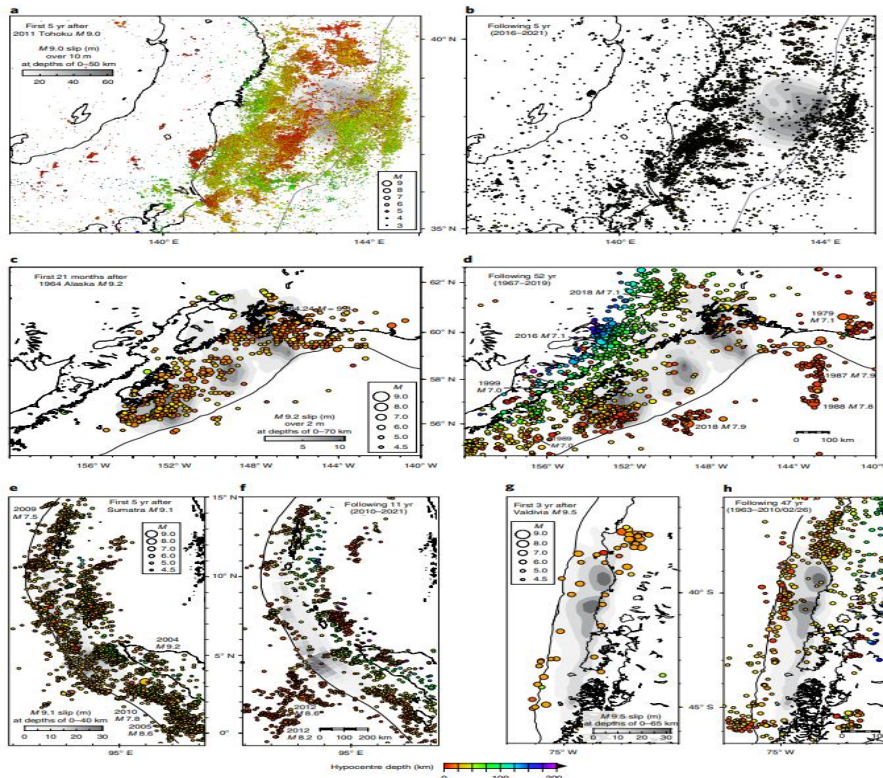 a
First 5 yr after
2011 Tohoku M 9.0
M 9.0 slip (m)
over 10 m
at depths of 0–50 km
20 40 60
M
9
8
7
6
5
4
3
140° E 142° 144°
b
Following 5 yr
(2016–2021)
40° N
35° N
140° E 142° 144° E
c
First 21 months after
1964 Alaska M 9.2
M
9.0
8.0
7.0
6.0
5.0
4.5
M 9.2 slip (m)
over 2 m
at depths of 0–70 km
5 10
156° W 152° 148° 144° 140° W
d
Following 52 yr
(1967–2019)
2018 M 7.1
2016 M 7.1
1999
M 7.0
1989
M 7.0
2018 M 7.9
1979
M 7.1
1987 M 7.9
1988 M 7.8
0 100 km
62° N
60° N
58° N
56° N
156° W 152° W 148° W 144° W 140° W
e
First 5 yr after
Sumatra M 9.1
2009
M 7.5
M
9.0
8.0
7.0
6.0
5.0
4.5
2004
M 9.2
2010
M 7.8
2005
M 8.6
M 9.1 slip (m)
at depths of 0–40 km
0 10 20 30
95° E
f
Following 11 yr
(2010–2021)
15° N
10° N
5° N
0°
2012
M 8.6
2012
M 8.2
0 100 200 km
95° E
g
First 3 yr after
Valdivia M 9.5
M
9.0
8.0
7.0
6.0
5.0
4.5
M 9.5 slip (m)
at depths of 0–65 km
0 10 20 30
75° W
h
Following 47 yr
(1963–2010/02/26)
40° S
45° S
75° W
0 100
Hypocentre depth (km)
0 100 200